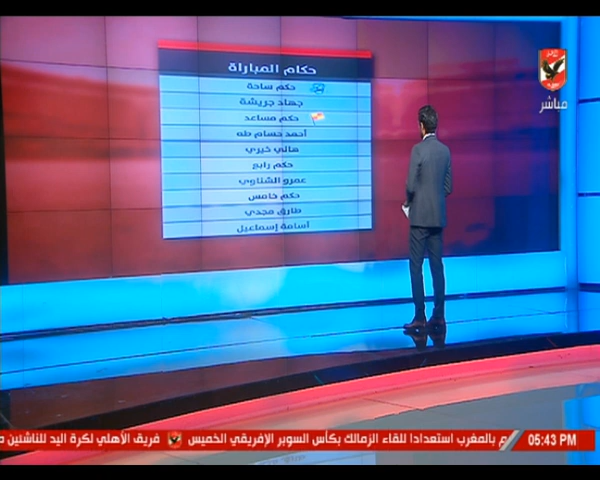 مباشر
حكام المباراة
حكم ساحة
جهاد جريشة
حكم مساعد
أحمد حسام طه
هاني خيري
حكم رابع
عمرو الشناوي
حكم خامس
طارق مجدي
أسامة إسماعيل
05:43 PM
م بالمغرب استعدادا للقاء الزمالك بكأس السوبر الإفريقي الخميس
فريق الأهلي لكرة اليد للناشئين